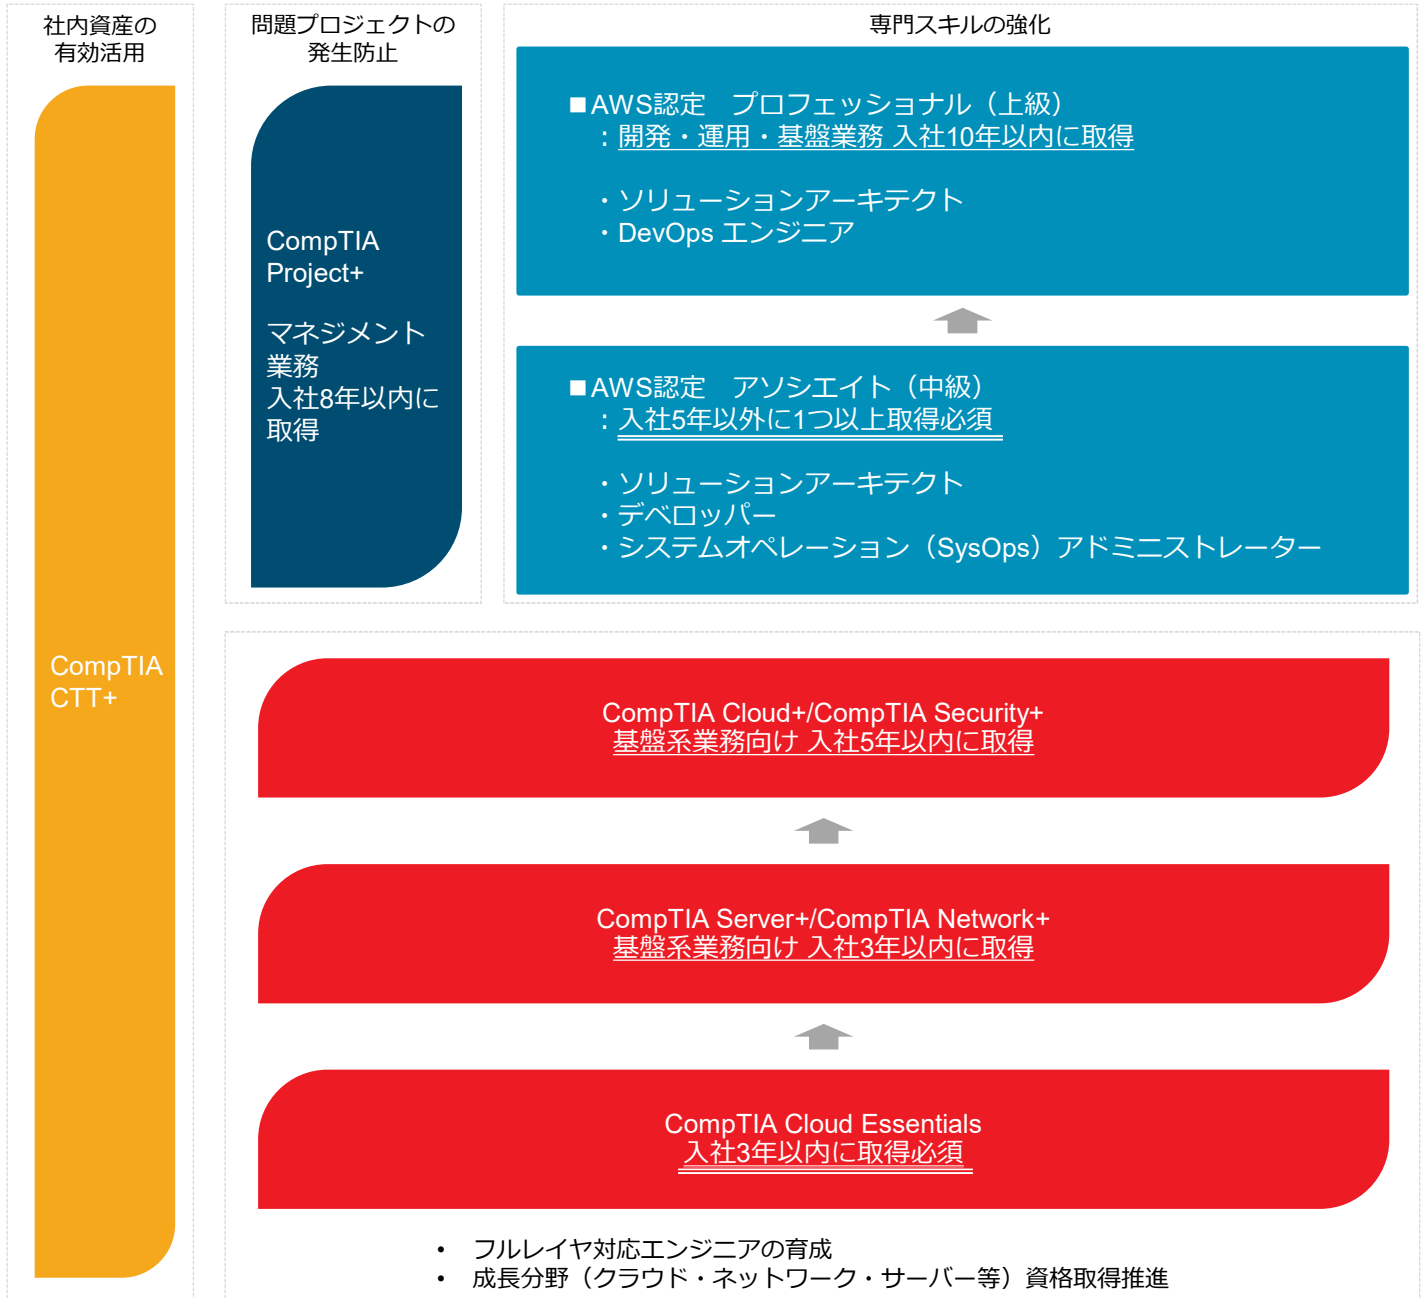 社内資産の
有効活用
CompTIA
CTT+
問題プロジェクトの
発生防止
CompTIA
Project+
マネジメント
業務
入社8年以内に
取得
専門スキルの強化
■AWS認定　プロフェッショナル（上級）
：開発・運用・基盤業務 入社10年以内に取得
・ソリューションアーキテクト
・DevOps エンジニア
■AWS認定　アソシエイト（中級）
：入社5年以外に1つ以上取得必須
・ソリューションアーキテクト
・デベロッパー
・システムオペレーション（SysOps）アドミニストレーター
CompTIA Cloud+/CompTIA Security+
基盤系業務向け 入社5年以内に取得
CompTIA Server+/CompTIA Network+
基盤系業務向け 入社3年以内に取得
CompTIA Cloud Essentials
入社3年以内に取得必須
• フルレイヤ対応エンジニアの育成
• 成長分野（クラウド・ネットワーク・サーバー等）資格取得推進